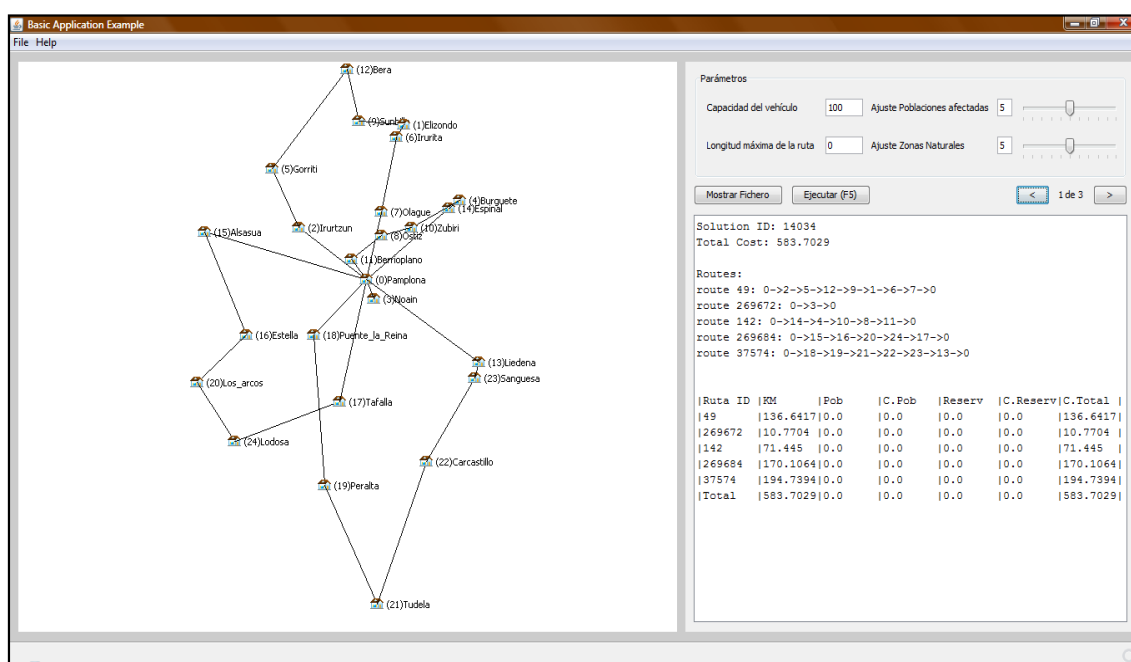 Basic Application Example
File Help
(12)Bera
(1)Elizondo
(6)Irurita
(5)Gorriti
(4)Burguete
(14)Espinal
(7)Olague
(15)Alsasua
(2)Irurtzun
(8)Ostiz
(10)Zubiri
(11)Berrioplano
(0)Pamplona
(3)Noain
(16)Estella
(18)Puente_la_Reina
(13)Liedena
(23)Sanguesa
(20)Los_arcos
(17)Tafalla
(24)Lodosa
(22)Carcastillo
(19)Peralta
(21)Tudela
Parámetros
Capacidad del vehículo 100 Ajuste Poblaciones afectadas 5
Longitud máxima de la ruta 0 Ajuste Zonas Naturales 5
Mostrar Fichero Ejecutar (F5) < 1 de 3 >
Solution ID: 14034
Total Cost: 583.7029
Routes:
route 49: 0->2->5->12->9->1->6->7->0
route 269672: 0->3->0
route 142: 0->14->4->10->8->11->0
route 269684: 0->15->16->20->24->17->0
route 37574: 0->18->19->21->22->23->13->0
|Ruta ID |KM |Pob |C.Pob |Reserv |C.Reserv|C.Total |
|49 |136.6417|0.0 |0.0 |0.0 |0.0 |136.6417|
|269672 |10.7704 |0.0 |0.0 |0.0 |0.0 |10.7704 |
|142 |71.445 |0.0 |0.0 |0.0 |0.0 |71.445 |
|269684 |170.1064|0.0 |0.0 |0.0 |0.0 |170.1064|
|37574 |194.7394|0.0 |0.0 |0.0 |0.0 |194.7394|
|Total |583.7029|0.0 |0.0 |0.0 |0.0 |583.7029|